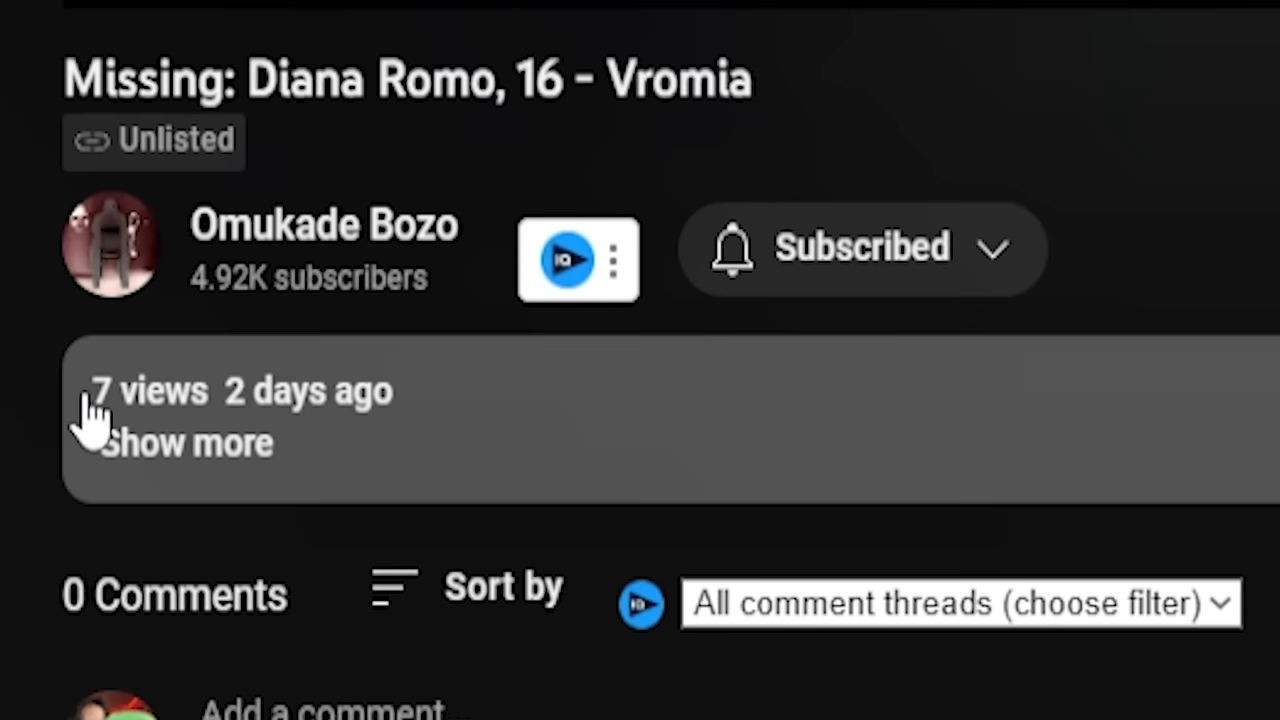 Missing: Diana Romo, 16 - Vromia
Unlisted
Omukade Bozo
4.92K subscribers
Subscribed
7 views 2 days ago
Show more
0 Comments
Sort by
All comment threads (choose filter)
Add a comment...